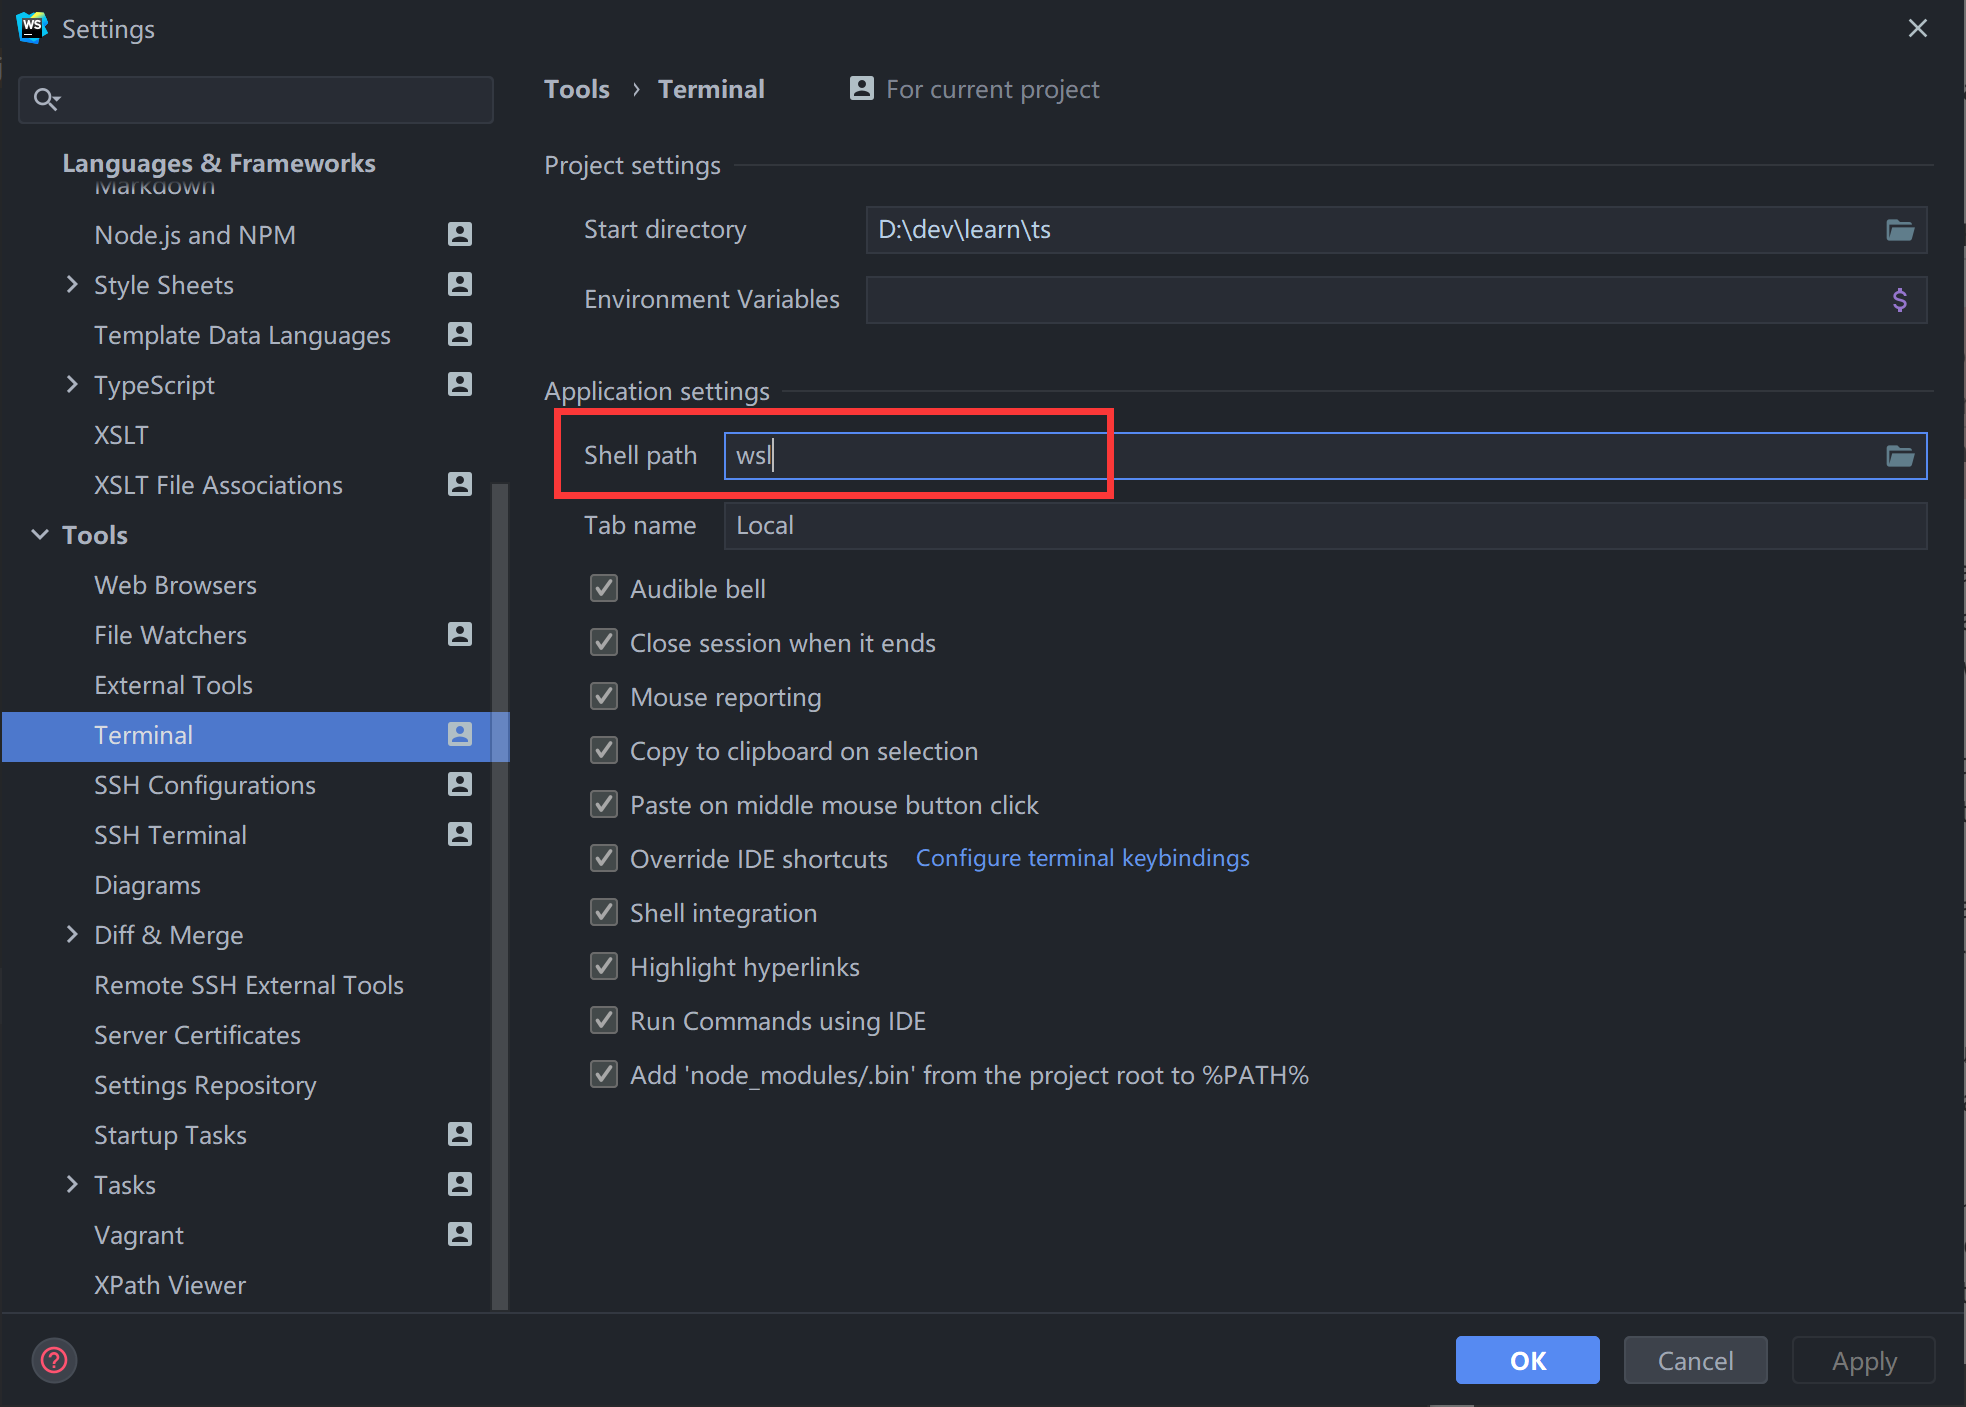 WS
Settings
Tools › Terminal
For current project
Languages & Frameworks
Markdown
Node.js and NPM
Style Sheets
Template Data Languages
TypeScript
XSLT
XSLT File Associations
Tools
Web Browsers
File Watchers
External Tools
Terminal
SSH Configurations
SSH Terminal
Diagrams
Diff & Merge
Remote SSH External Tools
Server Certificates
Settings Repository
Startup Tasks
Tasks
Vagrant
XPath Viewer
Project settings
Start directory D:\dev\learn\ts
Environment Variables $
Application settings
Shell path wsl
Tab name Local
Audible bell
Close session when it ends
Mouse reporting
Copy to clipboard on selection
Paste on middle mouse button click
Override IDE shortcuts Configure terminal keybindings
Shell integration
Highlight hyperlinks
Run Commands using IDE
Add 'node_modules/.bin' from the project root to %PATH%
?
OK
Cancel
Apply